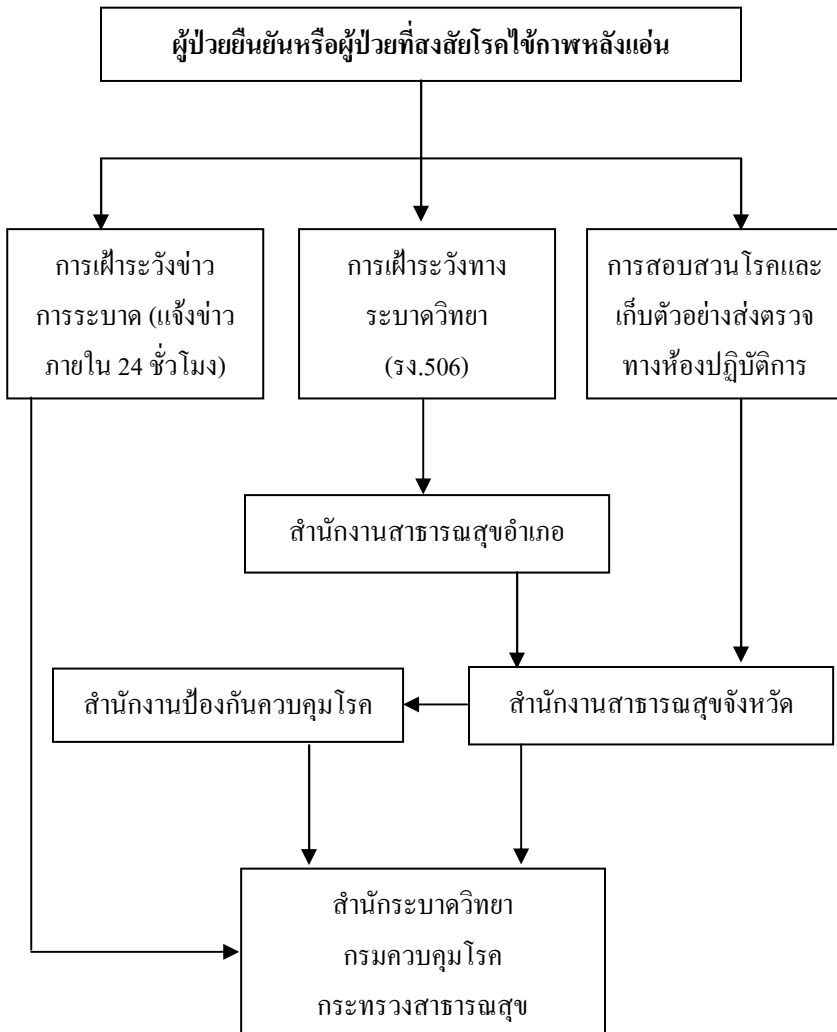 ผู้ป่วยยืนยันหรือผู้ป่วยที่สงสัยโรคไข้กาฬหลังแอ่น
การเฝ้าระวังข่าว
การระบาด (แจ้งข่าว
ภายใน 24 ชั่วโมง)
การเฝ้าระวังทาง
ระบาดวิทยา
(รง.506)
การสอบสวนโรคและ
เก็บตัวอย่างส่งตรวจ
ทางห้องปฏิบัติการ
สำนักงานสาธารณสุขอำเภอ
สำนักงานป้องกันควบคุมโรค
สำนักงานสาธารณสุขจังหวัด
สำนักระบาดวิทยา
กรมควบคุมโรค
กระทรวงสาธารณสุข